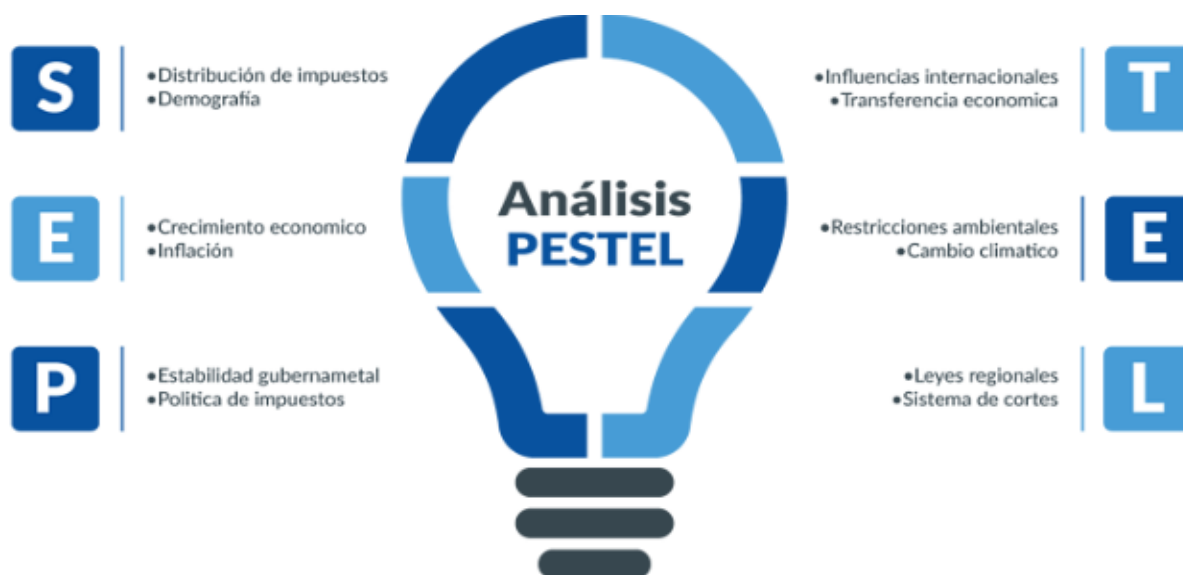 S
•Distribución de impuestos
•Demografía
E
•Crecimiento economico
•Inflación
P
•Estabilidad gubernametal
•Politica de impuestos
Análisis
PESTEL
•Influencias internacionales
•Transferencia economica
T
•Restricciones ambientales
•Cambio climatico
E
•Leyes regionales
•Sistema de cortes
L